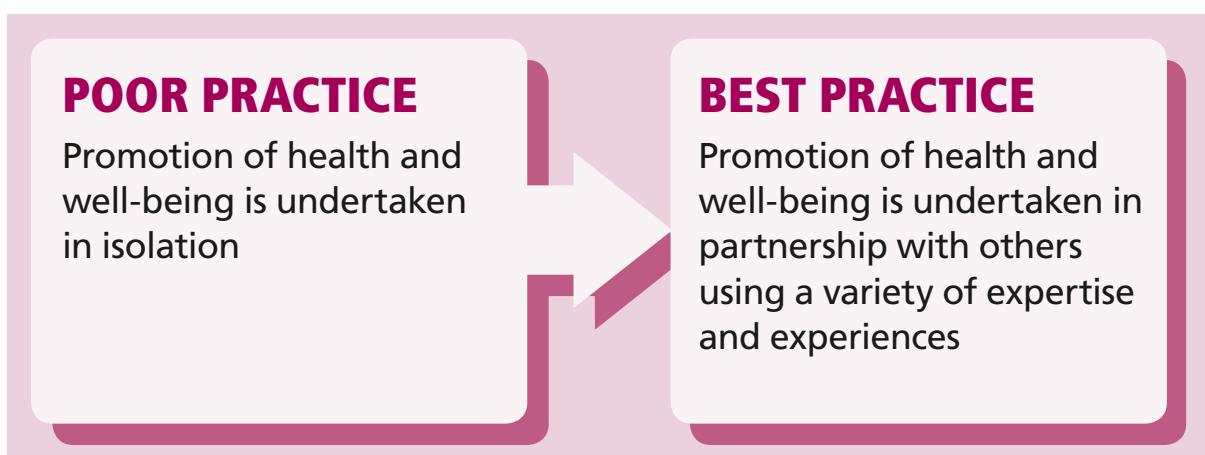 POOR PRACTICE
Promotion of health and
well-being is undertaken
in isolation
BEST PRACTICE
Promotion of health and
well-being is undertaken in
partnership with others
using a variety of expertise
and experiences